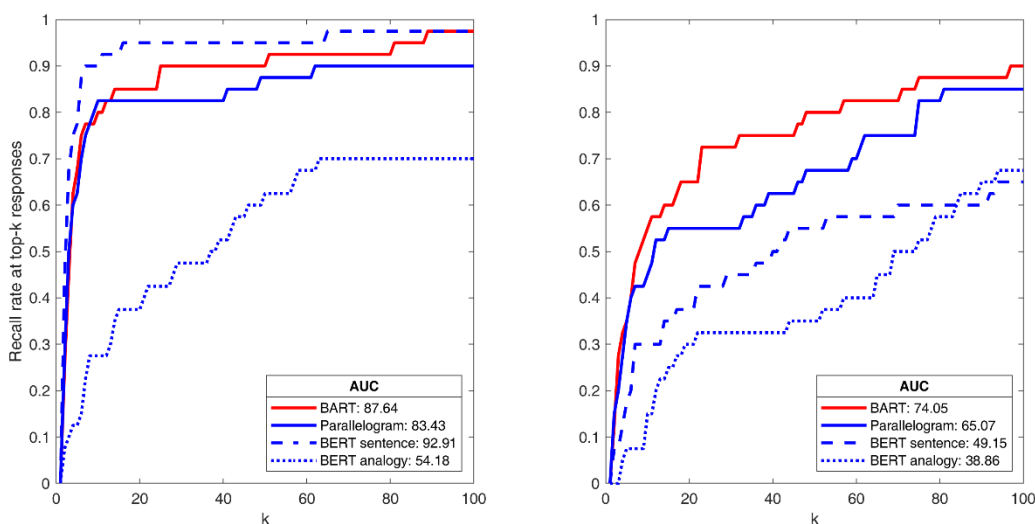 Recall rate at top-k responses
1
0.9
0.8
0.7
0.6
0.5
0.4
0.3
0.2
0.1
0
0 20 40 60 80 100
k
AUC
BART: 87.64
Parallelogram: 83.43
BERT sentence: 92.91
BERT analogy: 54.18
1
0.9
0.8
0.7
0.6
0.5
0.4
0.3
0.2
0.1
0
0 20 40 60 80 100
k
AUC
BART: 74.05
Parallelogram: 65.07
BERT sentence: 49.15
BERT analogy: 38.86